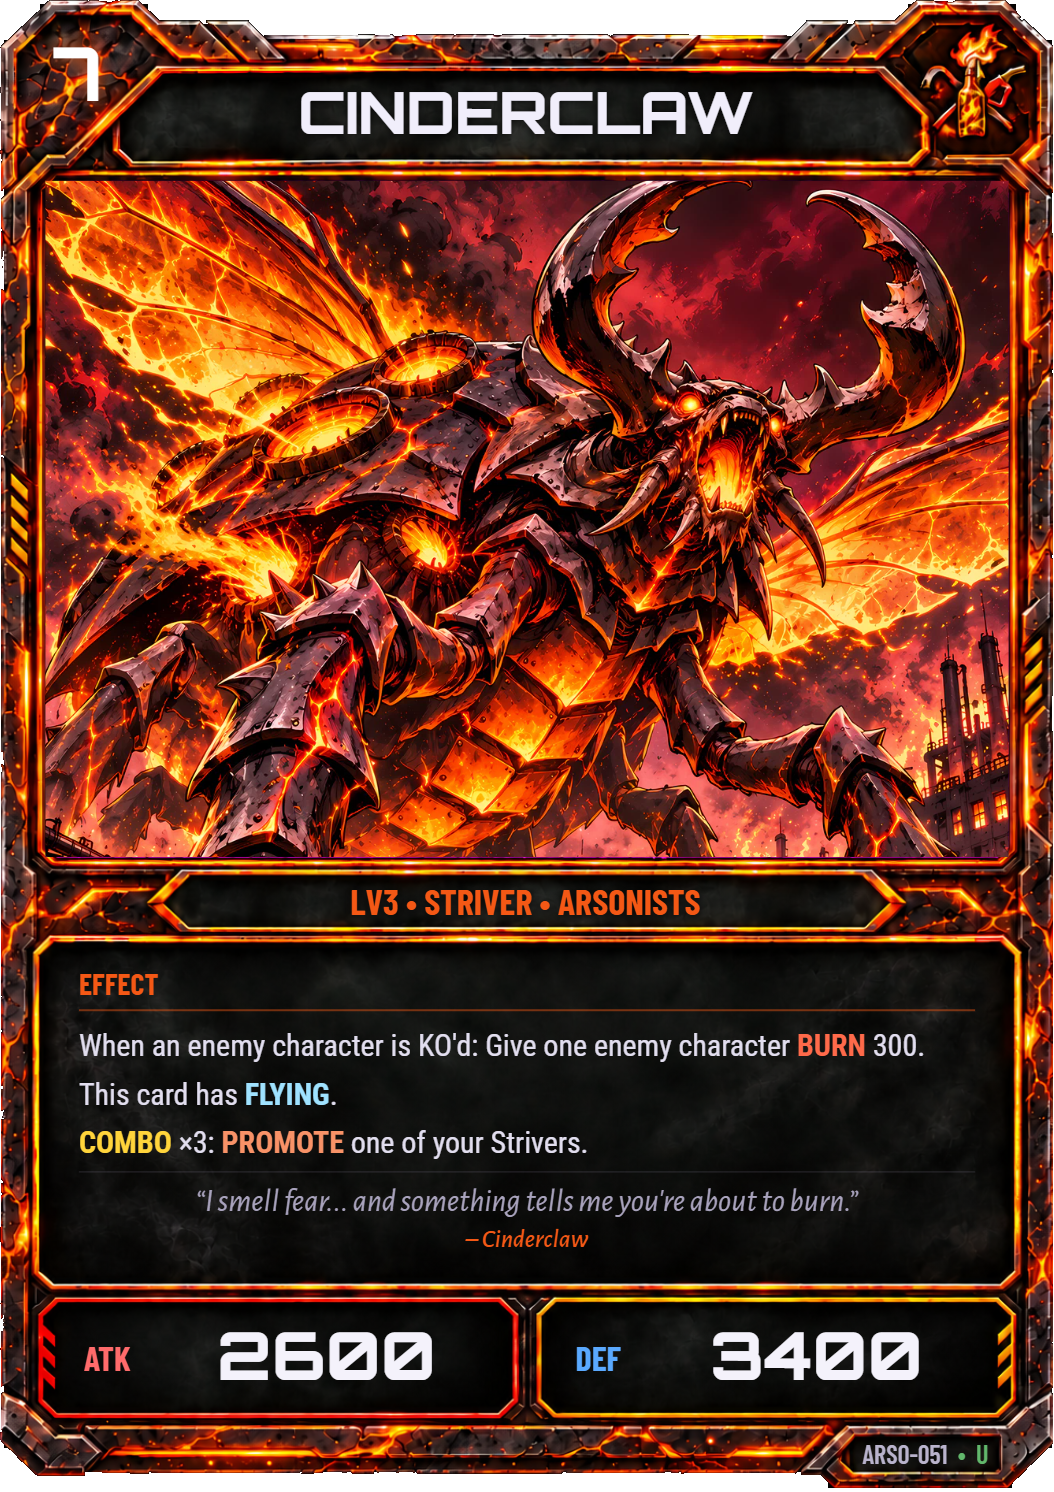 7
CINDERCLAW
LV3 • STRIVER • ARSONISTS
EFFECT
When an enemy character is KO'd: Give one enemy character BURN 300.
This card has FLYING.
COMBO ×3: PROMOTE one of your Strivers.
“I smell fear... and something tells me you're about to burn.”
– Cinderclaw
ATK 2600
DEF 3400
ARSO-051 • U